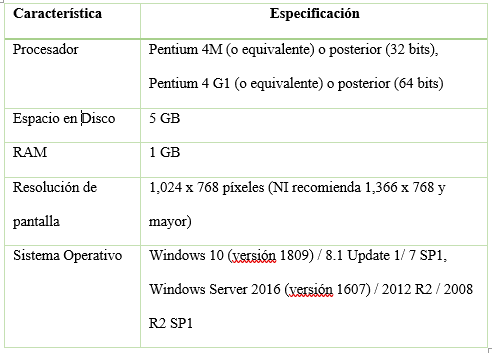 Característica Especificación
Procesador Pentium 4M (o equivalente) o posterior (32 bits),
Pentium 4 G1 (o equivalente) o posterior (64 bits)
Espacio en Disco 5 GB
RAM 1 GB
Resolución de 1,024 x 768 píxeles (NI recomienda 1,366 x 768 y
pantalla mayor)
Sistema Operativo Windows 10 (versión 1809) / 8.1 Update 1/ 7 SP1,
Windows Server 2016 (versión 1607) / 2012 R2 / 2008
R2 SP1